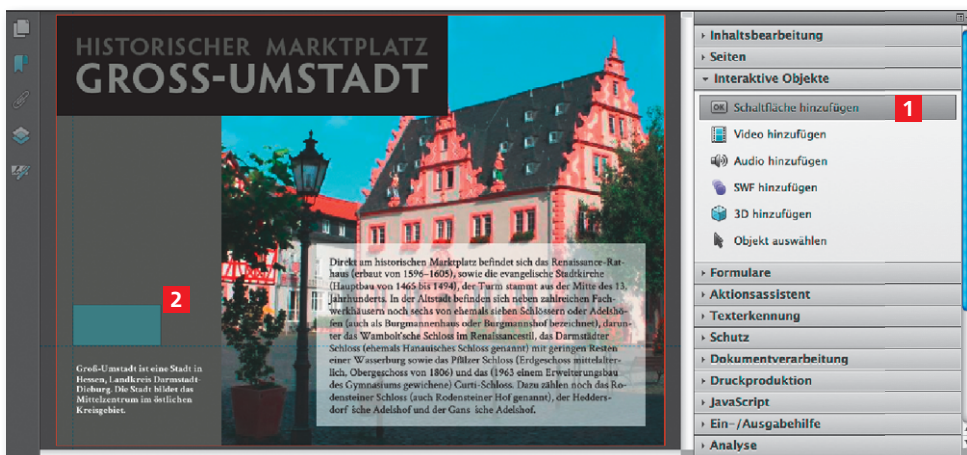 HISTORISCHER MARKTPLATZ
GROSS-UMSTADT
Direkt am historischen Marktplatz befindet sich das Renaissance-Rat-
haus (erbaut von 1596–1605), sowie die evangelische Stadtkirche
(Hauptbau von 1465 bis 1494), der Turm stammt aus der Mitte des 13.
Jahrhunderts. In der Altstadt befinden sich neben zahlreichen Fach-
werkhäusern noch sechs von ehemals sieben Schlössern oder Adelshö-
fen (auch als Burgmannenhaus oder Burgmannshof bezeichnet), darun-
ter das Wambolt'sche Schloss im Renaissancestil, das Darmstädter
Schloss (ehemals Hanauisches Schloss genannt) mit geringen Resten
einer Wasserburg sowie das Pfälzer Schloss (Erdgeschoss mittelalter-
lich, Obergeschoss von 1806) und das (1963 einem Erweiterungsbau
des Gymnasiums gewichene) Curti-Schloss. Dazu zählen noch das Ro-
densteiner Schloss (auch Rodensteiner Hof genannt), der Hedders-
dorf sche Adelshof und der Gans sche Adelshof.
2
Groß-Umstadt ist eine Stadt in
Hessen, Landkreis Darmstadt-
Dieburg. Die Stadt bildet das
Mittelzentrum im östlichen
Kreisgebiet.
Inhaltsbearbeitung
Seiten
Interaktive Objekte
OK Schaltfläche hinzufügen 1
Video hinzufügen
Audio hinzufügen
SWF hinzufügen
3D hinzufügen
Objekt auswählen
Formulare
Aktionsassistent
Texterkennung
Schutz
Dokumentverarbeitung
Druckproduktion
JavaScript
Ein-/Ausgabehilfe
Analyse